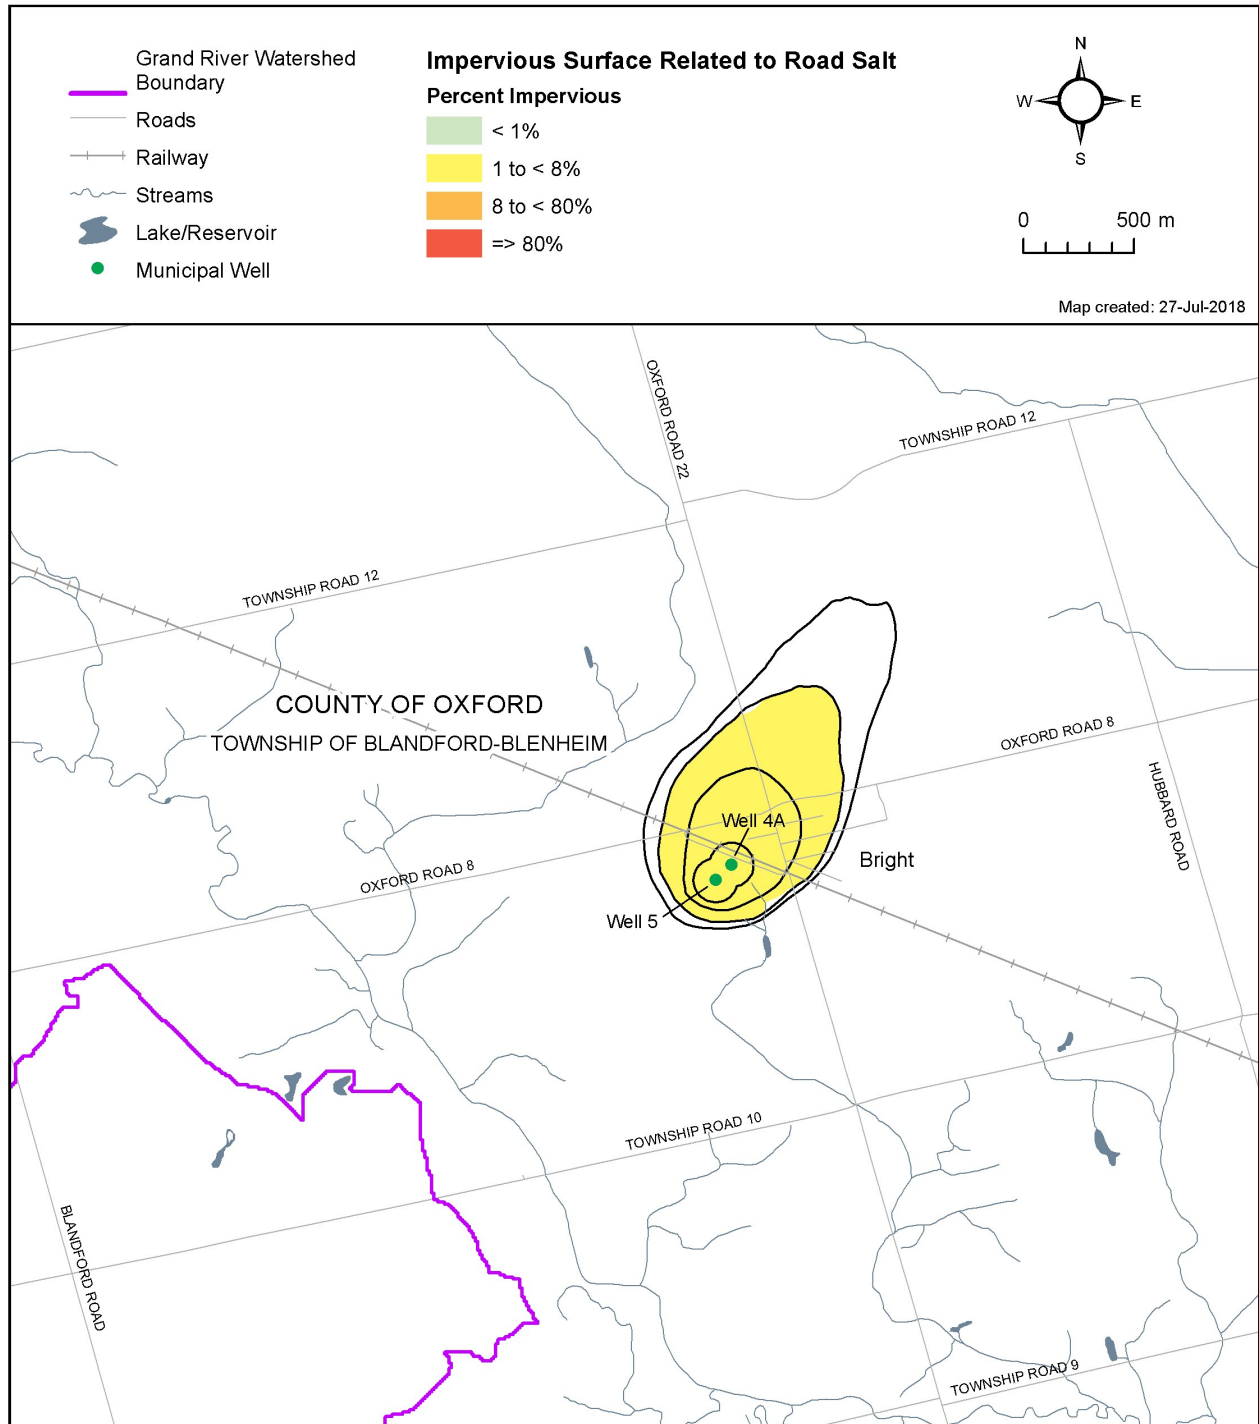 Grand River Watershed
Boundary
Roads
Railway
Streams
Lake/Reservoir
Municipal Well
Impervious Surface Related to Road Salt
Percent Impervious
< 1%
1 to < 8%
8 to < 80%
=> 80%
N
W
E
S
0
500 m
Map created: 27-Jul-2018
OXFORD ROAD 22
TOWNSHIP ROAD 12
TOWNSHIP ROAD 12
COUNTY OF OXFORD
TOWNSHIP OF BLANDFORD-BLENHEIM
OXFORD ROAD 8
HUBBARD ROAD
Well 4A
Bright
OXFORD ROAD 8
Well 5
TOWNSHIP ROAD 10
BLANDFORD ROAD
TOWNSHIP ROAD 9